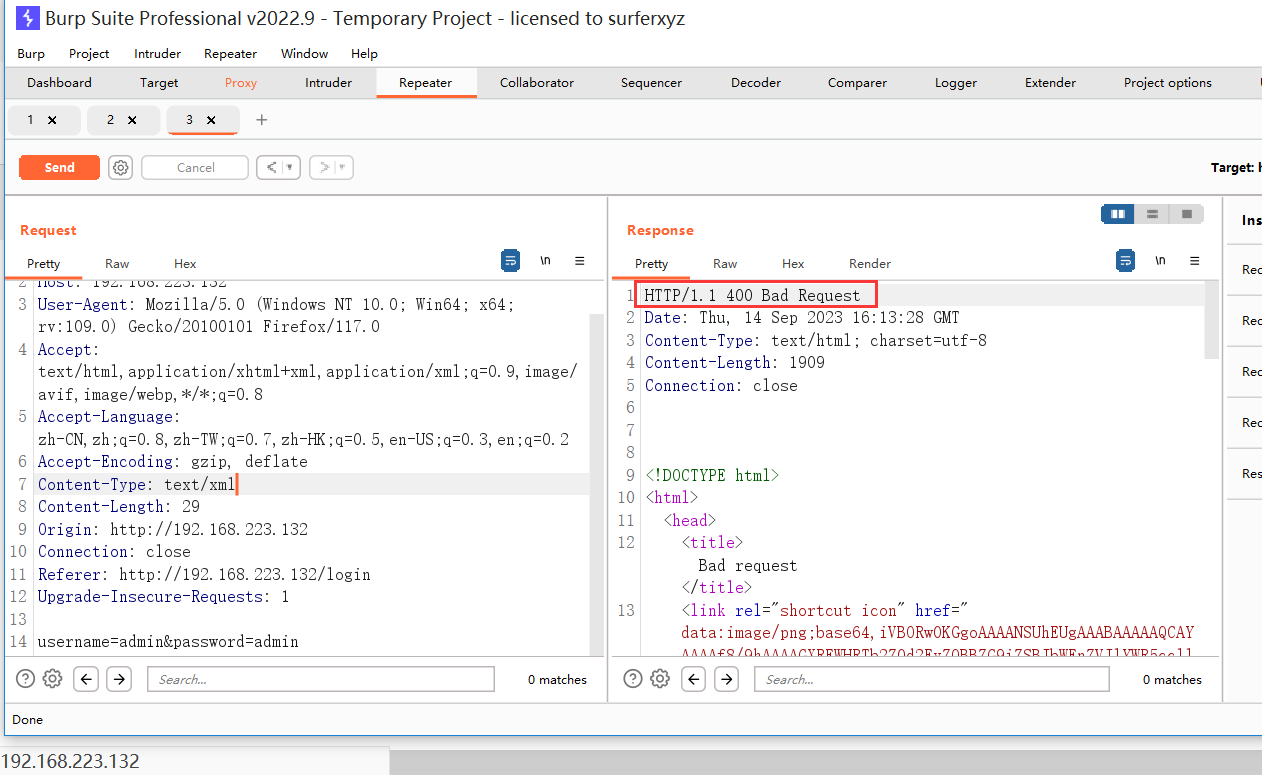 Burp Suite Professional v2022.9 - Temporary Project - licensed to surferxyz
Burp Project Intruder Repeater Window Help
Dashboard Target Proxy Intruder Repeater Collaborator Sequencer Decoder Comparer Logger Extender Project options
1 × 2 × 3 × +
Send Cancel < ▾ > ▾ Target: h
Request
Pretty Raw Hex \n ≡
2 Host: 192.168.223.132
3 User-Agent: Mozilla/5.0 (Windows NT 10.0; Win64; x64;
rv:109.0) Gecko/20100101 Firefox/117.0
4 Accept:
text/html,application/xhtml+xml,application/xml;q=0.9,image/
avif,image/webp,*/*;q=0.8
5 Accept-Language:
zh-CN,zh;q=0.8,zh-TW;q=0.7,zh-HK;q=0.5,en-US;q=0.3,en;q=0.2
6 Accept-Encoding: gzip, deflate
7 Content-Type: text/xml
8 Content-Length: 29
9 Origin: http://192.168.223.132
10 Connection: close
11 Referer: http://192.168.223.132/login
12 Upgrade-Insecure-Requests: 1
13
14 username=admin&password=admin
Search... 0 matches
Response
Pretty Raw Hex Render \n ≡
1 HTTP/1.1 400 Bad Request
2 Date: Thu, 14 Sep 2023 16:13:28 GMT
3 Content-Type: text/html; charset=utf-8
4 Content-Length: 1909
5 Connection: close
6
7
8
9 <!DOCTYPE html>
10 <html>
11 <head>
12 <title>
Bad request
</title>
13 <link rel="shortcut icon" href="
data:image/png;base64,iVBORw0KGgoAAAANSUhEUgAAABAAAAAQCAY
Search... 0 matches
Ins
Rec
Rec
Rec
Rec
Res
Done
192.168.223.132